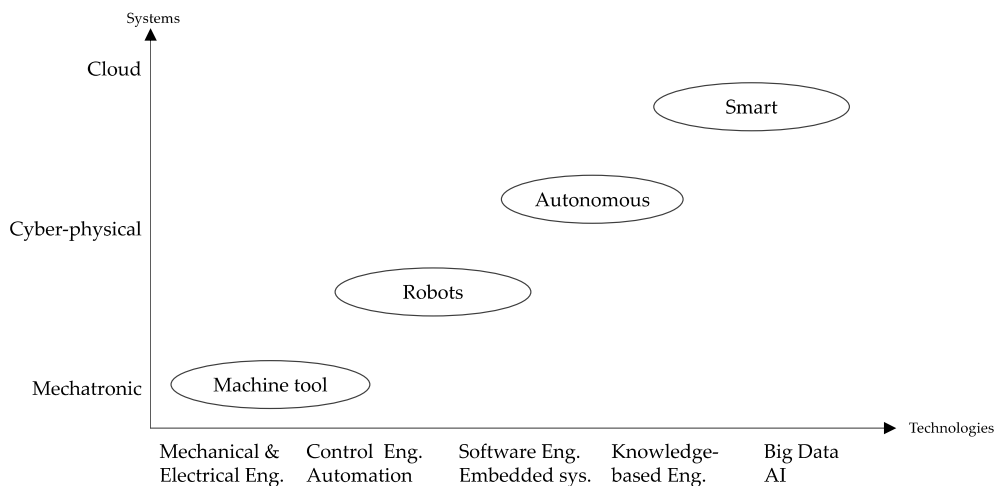 Systems
Cloud
Smart
Autonomous
Cyber-physical
Robots
Mechatronic
Machine tool
Technologies
Mechanical &
Electrical Eng.
Control Eng.
Automation
Software Eng.
Embedded sys.
Knowledge-
based Eng.
Big Data
AI